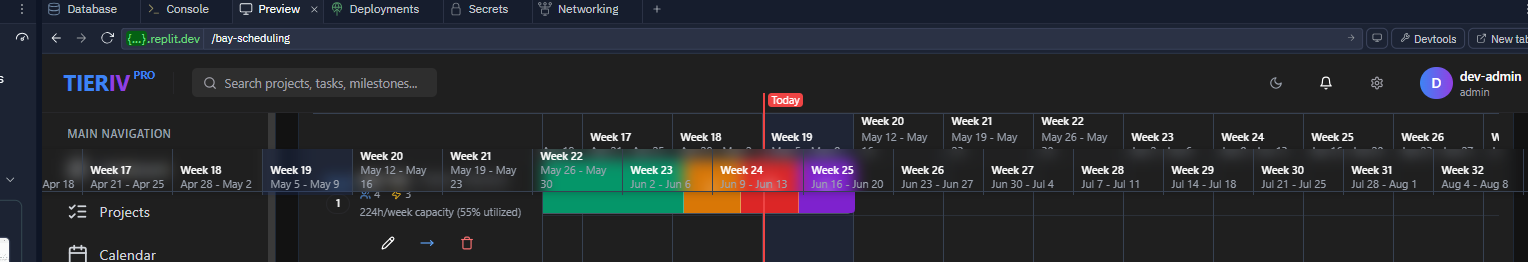 Database
Console
Preview
Deployments
Secrets
Networking
{...}.replit.dev /bay-scheduling
Devtools
New tab
TIERIV PRO
Search projects, tasks, milestones...
D
dev-admin
admin
Today
MAIN NAVIGATION
Week 17
Week 18
Week 19
Week 20
May 12 - May
Week 21
May 19 - May
Week 22
May 26 - May
Week 23
Week 24
Week 25
Week 26
Apr 18
Week 17
Apr 21 - Apr 25
Week 18
Apr 28 - May 2
Week 19
May 5 - May 9
Week 20
May 12 - May
16
Week 21
May 19 - May
23
Week 22
May 26 - May
30
Week 23
Jun 2 - Jun 6
Week 24
Jun 9 - Jun 13
Week 25
Jun 16 - Jun 20
Week 26
Jun 23 - Jun 27
Week 27
Jun 30 - Jul 4
Week 28
Jul 7 - Jul 11
Week 29
Jul 14 - Jul 18
Week 30
Jul 21 - Jul 25
Week 31
Jul 28 - Aug 1
Week 32
Aug 4 - Aug 8
4 3
1
224h/week capacity (55% utilized)
Projects
Calendar